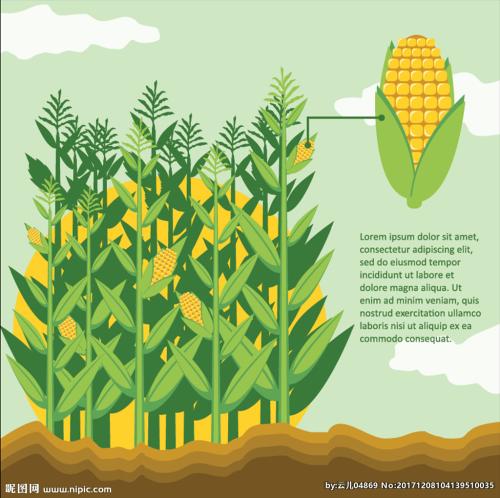 Lorem ipsum dolor sit amet,
consectetur adipiscing elit,
sed do eiusmod tempor
incididunt ut labore et
dolore magna aliqua. Ut
enim ad minim veniam, quis
nostrud exercitation ullamco
laboris nisi ut aliquip ex ea
commodo consequat.
昵图网 www.nipic.com
by:云儿04869 No:20171208104139510035